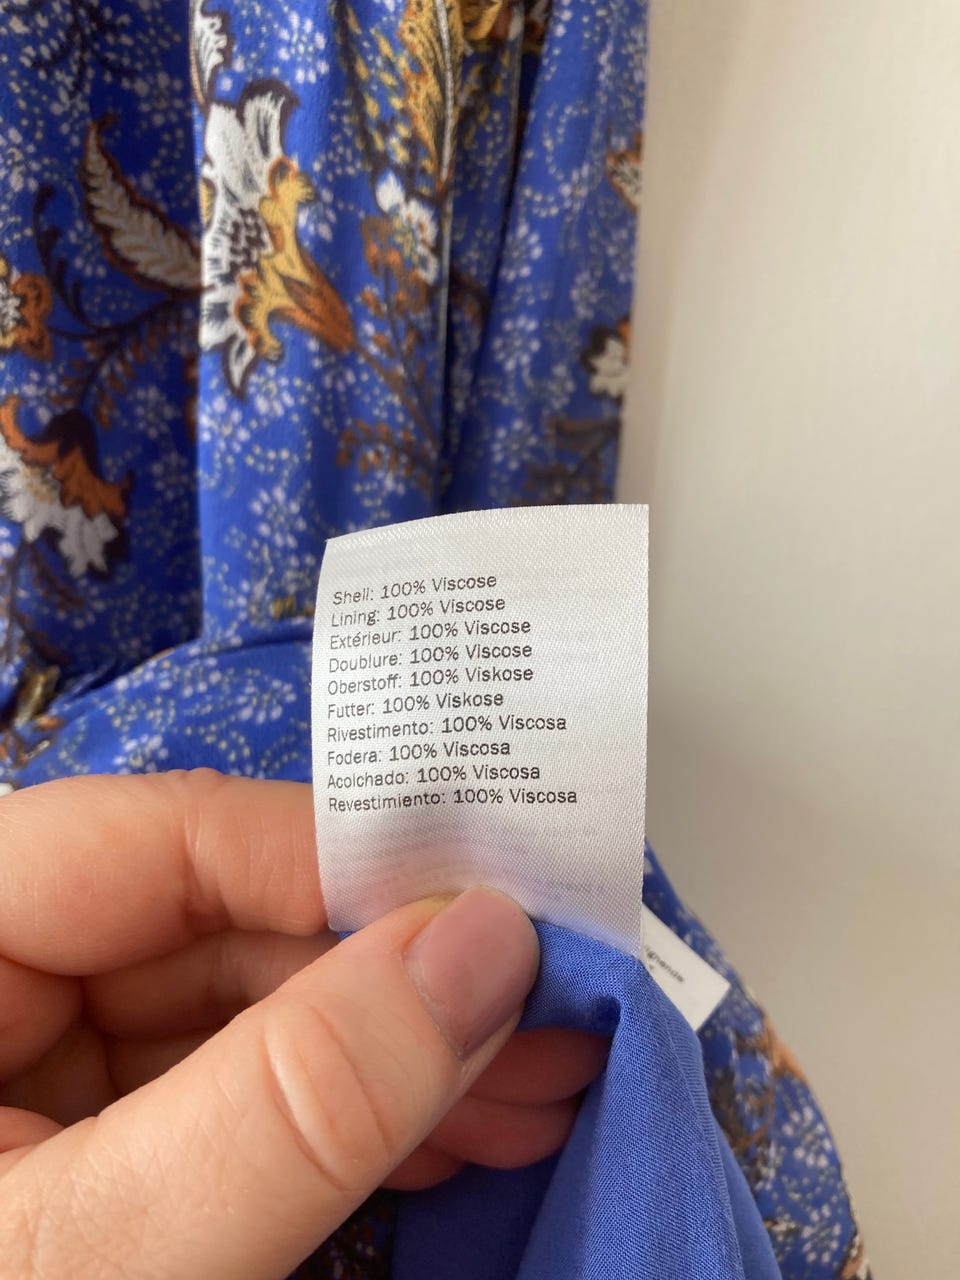 Shell: 100% Viscose
Lining: 100% Viscose
Extérieur: 100% Viscose
Doublure: 100% Viscose
Oberstoff: 100% Viskose
Futter: 100% Viskose
Rivestimento: 100% Viscosa
Fodera: 100% Viscosa
Acolchado: 100% Viscosa
Revestimiento: 100% Viscosa